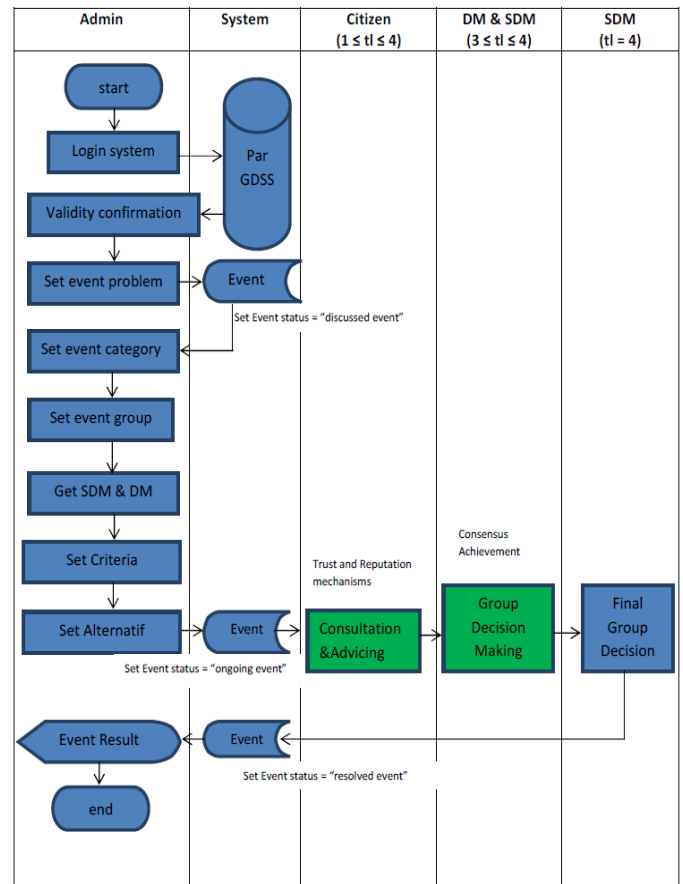 Admin
System
Citizen
(1 ≤ tl ≤ 4)
DM & SDM
(3 ≤ tl ≤ 4)
SDM
(tl = 4)
start
Login system
Par
GDSS
Validity confirmation
Set event problem
Event
Set Event status = “discussed event”
Set event category
Set event group
Get SDM & DM
Set Criteria
Set Alternatif
Event
Set Event status = “ongoing event”
Trust and Reputation
mechanisms
Consultation
&Advicing
Consensus
Achievement
Group
Decision
Making
Final
Group
Decision
Event Result
Event
Set Event status = “resolved event”
end